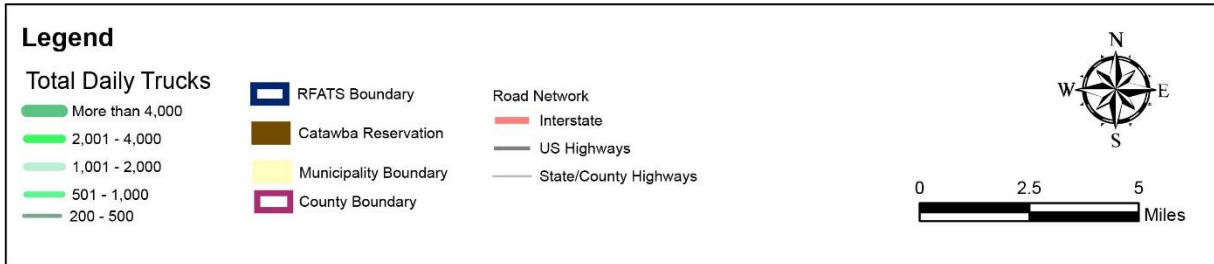 Legend
Total Daily Trucks
More than 4,000
2,001 - 4,000
1,001 - 2,000
501 - 1,000
200 - 500
RFATS Boundary
Catawba Reservation
Municipality Boundary
County Boundary
Road Network
Interstate
US Highways
State/County Highways
N
W E
S
0 2.5 5
Miles